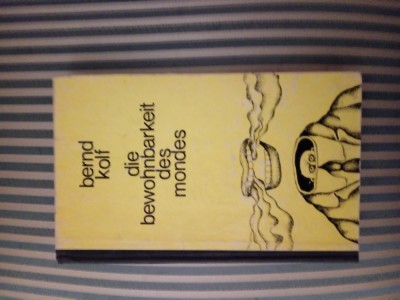 bernd
kolf
die
bewohnbarkeit
des
mondes